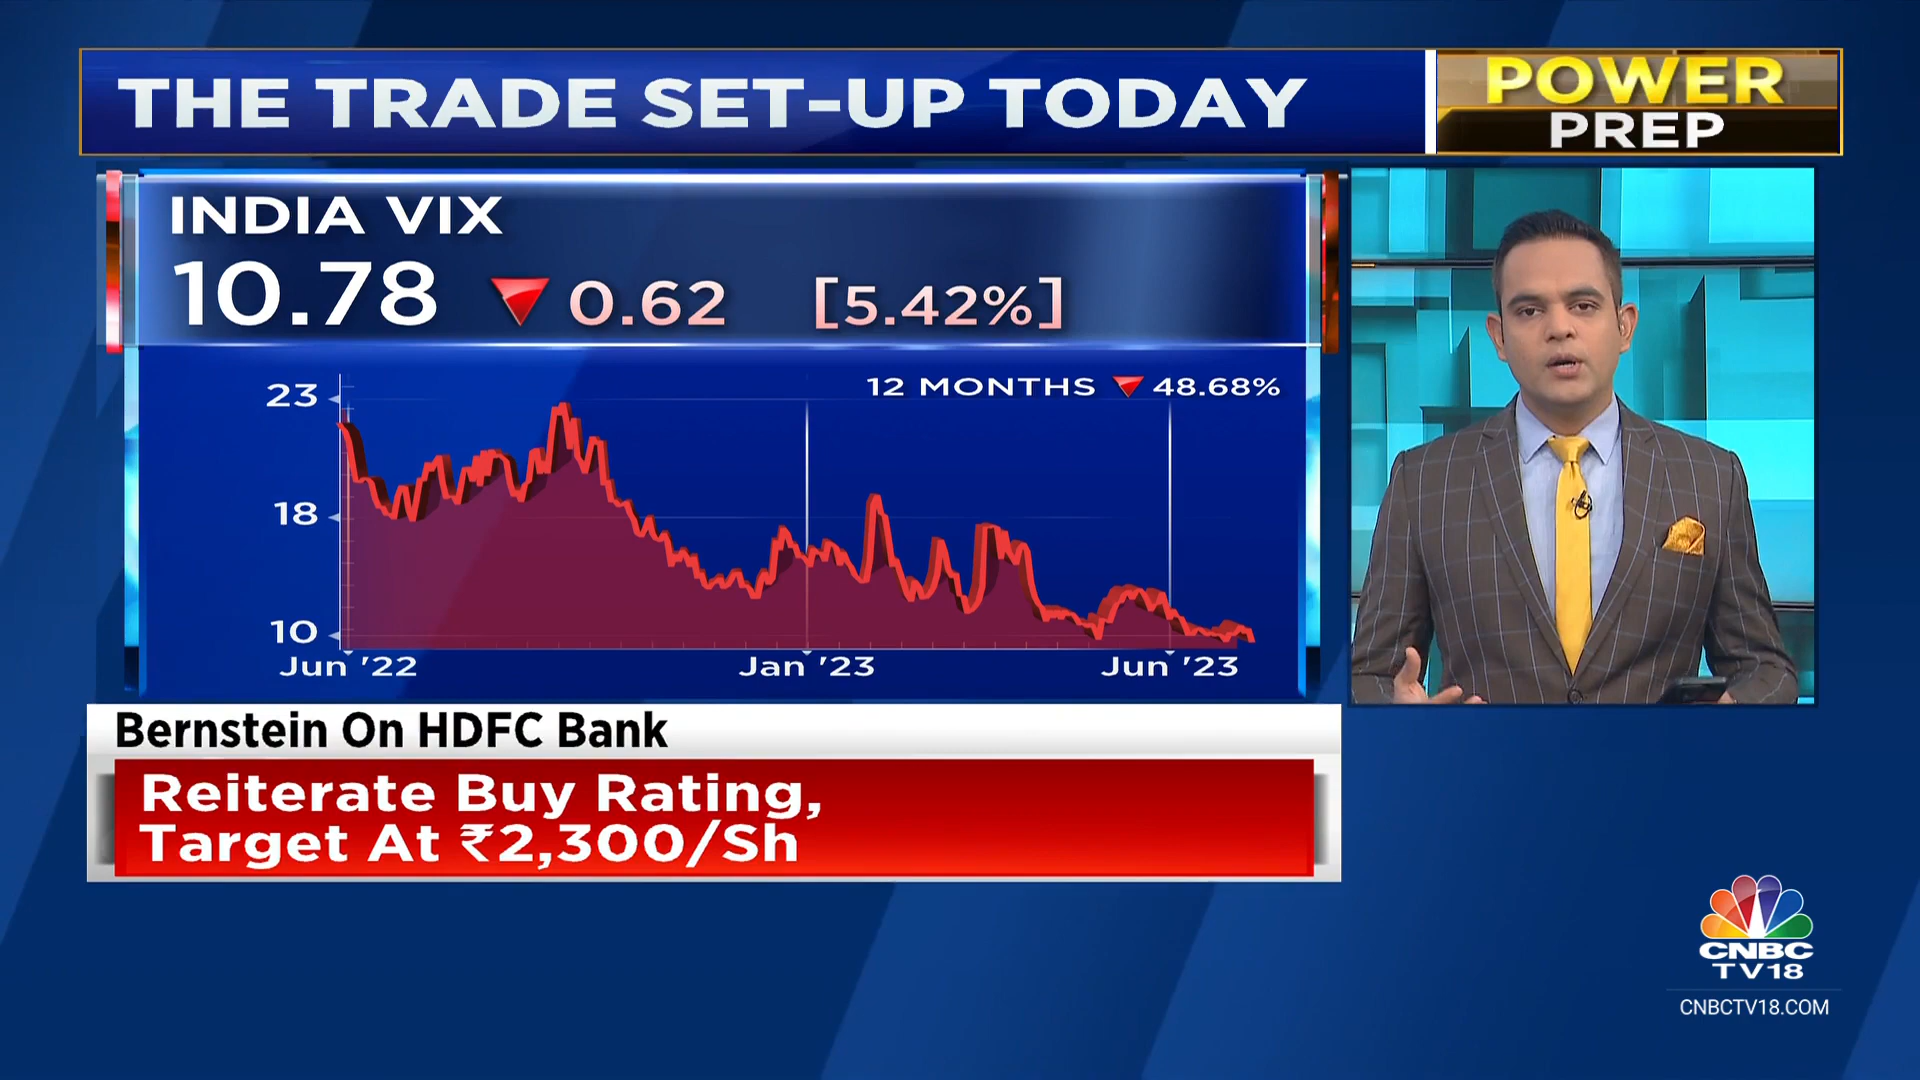 THE TRADE SET-UP TODAY
POWER
PREP
INDIA VIX
10.78 ▼ 0.62 [5.42%]
12 MONTHS ▼ 48.68%
23
18
10
Jun '22 Jan '23 Jun '23
Bernstein On HDFC Bank
Reiterate Buy Rating,
Target At ₹2,300/Sh
CNBC
TV18
CNBCTV18.COM